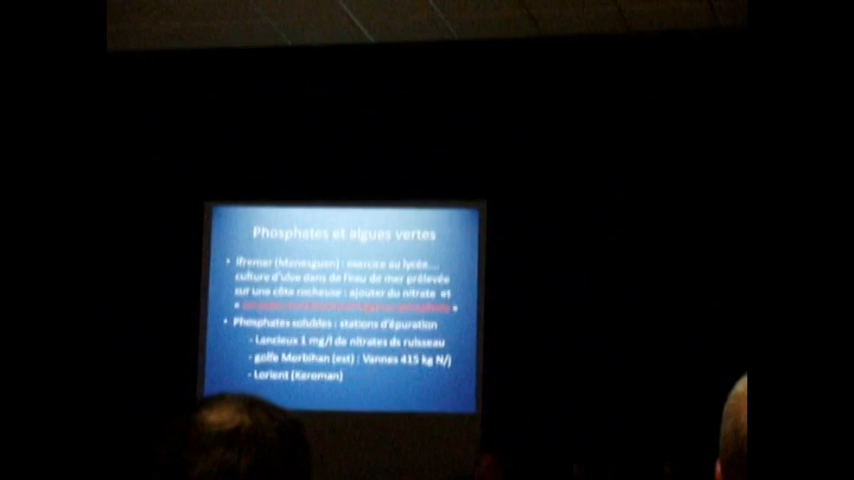 Phosphates et algues vertes
• Ifremer (Menesguen) : exercice au lycée....
culture d'ulve dans de l'eau de mer prélevée
sur une côte rocheuse : ajouter du nitrate et
« »
• Phosphates solubles : stations d'épuration
- Lancieux 1 mg/l de nitrates ds ruisseau
- golfe Morbihan (est) : Vannes 415 kg N/j
- Lorient (Keroman)